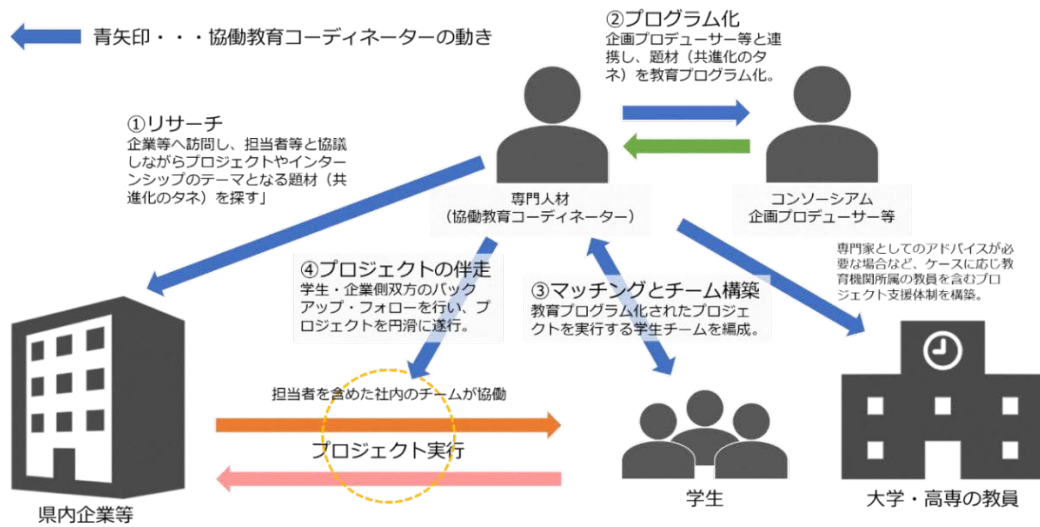 青矢印・・・協働教育コーディネーターの動き
②プログラム化
企画プロデューサー等と連
携し、題材（共進化のタ
ネ）を教育プログラム化。
①リサーチ
企業等へ訪問し、担当者等と協議
しながらプロジェクトやインター
ンシップのテーマとなる題材（共
進化のタネ）を探す」
専門人材
（協働教育コーディネーター）
コンソーシアム
企画プロデューサー等
専門家としてのアドバイスが必
要な場合など、ケースに応じ教
育機関所属の教員を含むプロ
ジェクト支援体制を構築。
④プロジェクトの伴走
学生・企業側双方のバック
アップ・フォローを行い、プ
ロジェクトを円滑に遂行。
③マッチングとチーム構築
教育プログラム化されたプロジェ
クトを実行する学生チームを編成。
担当者を含めた社内のチームが協働
プロジェクト実行
県内企業等
学生
大学・高専の教員